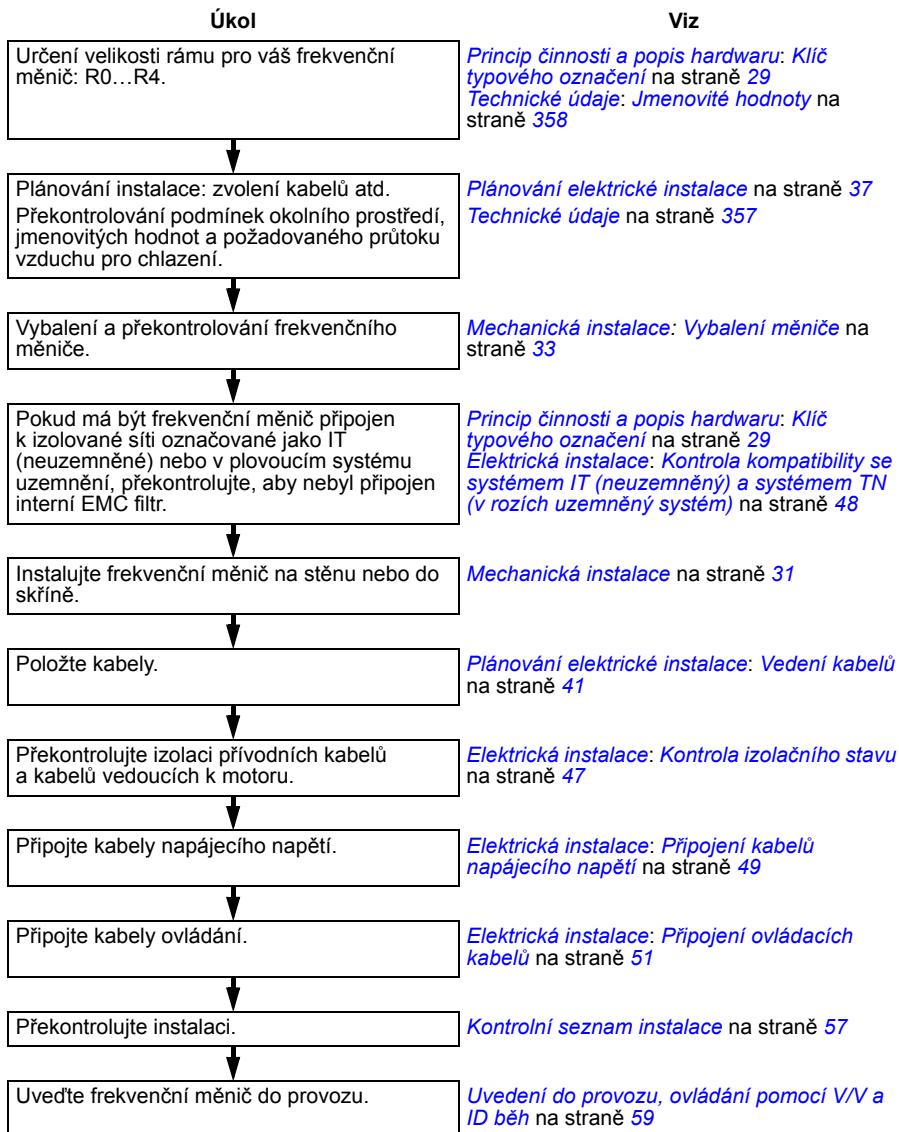 Úkol
Viz
Určení velikosti rámu pro váš frekvenční
měnič: R0…R4.
Princip činnosti a popis hardwaru: Klíč
typového označení na straně 29
Technické údaje: Jmenovité hodnoty na
straně 358
Plánování instalace: zvolení kabelů atd.
Překontrolování podmínek okolního prostředí,
jmenovitých hodnot a požadovaného průtoku
vzduchu pro chlazení.
Plánování elektrické instalace na straně 37
Technické údaje na straně 357
Vybalení a překontrolování frekvenčního
měniče.
Mechanická instalace: Vybalení měniče na
straně 33
Pokud má být frekvenční měnič připojen
k izolované síti označované jako IT
(neuzemněné) nebo v plovoucím systému
uzemnění, překontrolujte, aby nebyl připojen
interní EMC filtr.
Princip činnosti a popis hardwaru: Klíč
typového označení na straně 29
Elektrická instalace: Kontrola kompatibility se
systémem IT (neuzemněný) a systémem TN
(v rozích uzemněný systém) na straně 48
Instalujte frekvenční měnič na stěnu nebo do
skříně.
Mechanická instalace na straně 31
Položte kabely.
Plánování elektrické instalace: Vedení kabelů
na straně 41
Překontrolujte izolaci přívodních kabelů
a kabelů vedoucích k motoru.
Elektrická instalace: Kontrola izolačního stavu
na straně 47
Připojte kabely napájecího napětí.
Elektrická instalace: Připojení kabelů
napájecího napětí na straně 49
Připojte kabely ovládání.
Elektrická instalace: Připojení ovládacích
kabelů na straně 51
Překontrolujte instalaci.
Kontrolní seznam instalace na straně 57
Uveďte frekvenční měnič do provozu.
Uvedení do provozu, ovládání pomocí V/V a
ID běh na straně 59